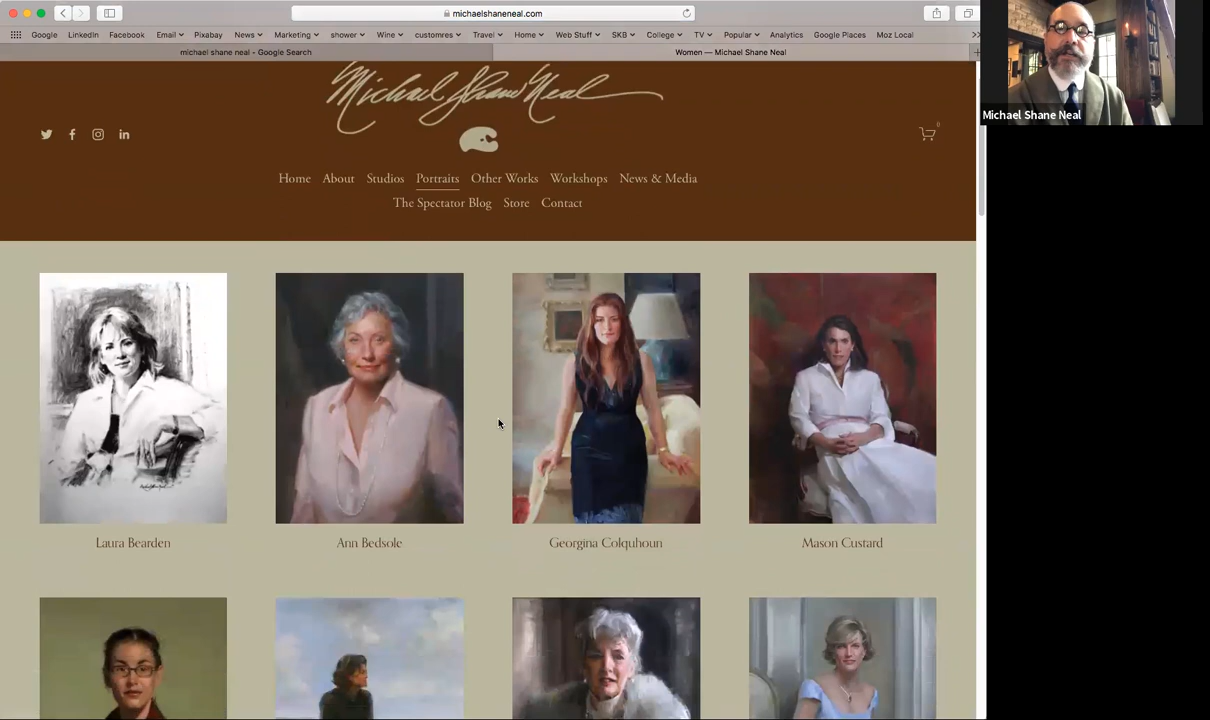 michaelshaneneal.com
Google LinkedIn Facebook Email Pixabay News Marketing shower Wine customres Travel Home Web Stuff SKB College TV Popular Analytics Google Places Moz Local
michael shane neal - Google Search
Women — Michael Shane Neal
Michael Shane Neal
Michael Shane Neal
0
Home About Studios Portraits Other Works Workshops News & Media
The Spectator Blog Store Contact
Laura Bearden
Ann Bedsole
Georgina Colquhoun
Mason Custard